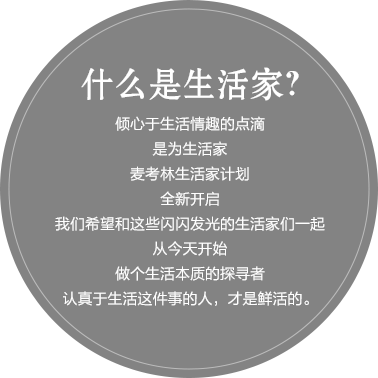 什么是生活家?
倾心于生活情趣的点滴
是为生活家
麦考林生活家计划
全新开启
我们希望和这些闪闪发光的生活家们一起
从今天开始
做个生活本质的探寻者
认真于生活这件事的人，才是鲜活的。